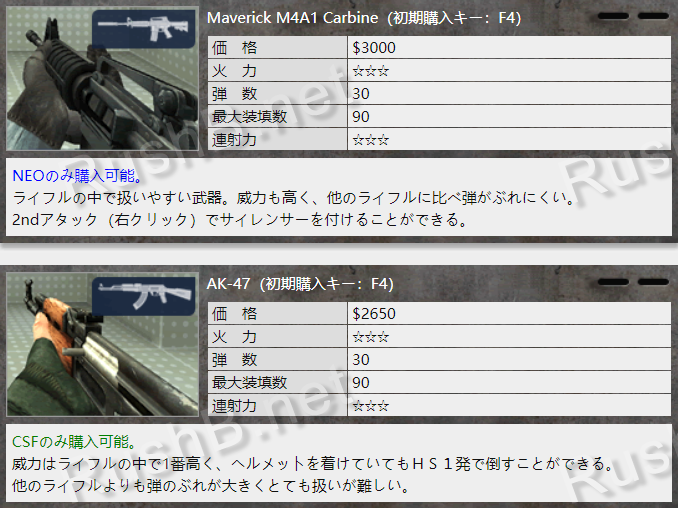 Maverick M4A1 Carbine（初期購入キー：F4）
価　格 $3000
火　力 ☆☆☆
弾　数 30
最大装填数 90
連射力 ☆☆☆
NEOのみ購入可能。
ライフルの中で扱いやすい武器。威力も高く、他のライフルに比べ弾がぶれにくい。
2ndアタック（右クリック）でサイレンサーを付けることができる。
AK-47（初期購入キー：F4）
価　格 $2650
火　力 ☆☆☆
弾　数 30
最大装填数 90
連射力 ☆☆☆
CSFのみ購入可能。
威力はライフルの中で1番高く、ヘルメットを着けていてもＨＳ１発で倒すことができる。
他のライフルよりも弾のぶれが大きくとても扱いが難しい。
RushB.net
Rus
RushB.net
Rus